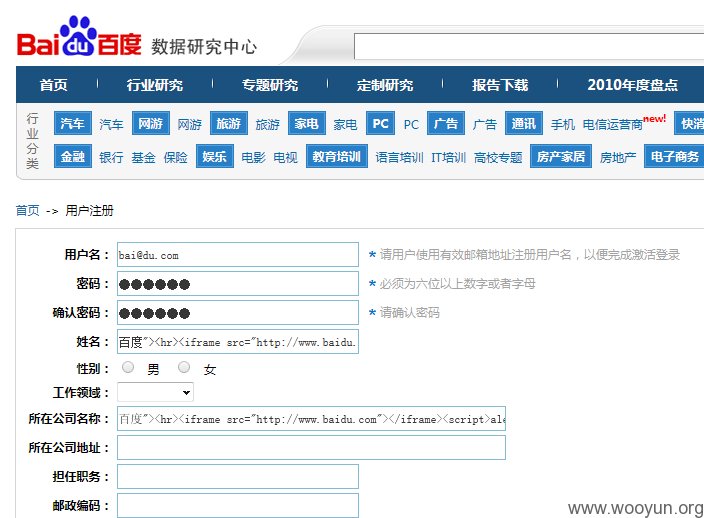 Bai du 百度 数据研究中心
首页 行业研究 专题研究 定制研究 报告下载 2010年度盘点
行业分类
汽车 汽车 网游 网游 旅游 旅游 家电 家电 PC PC 广告 广告 通讯 手机 电信运营商 new! 快消
金融 银行 基金 保险 娱乐 电影 电视 教育培训 语言培训 IT培训 高校专题 房产家居 房地产 电子商务
首页 -> 用户注册
用户名： bai@du.com * 请用户使用有效邮箱地址注册用户名，以便完成激活登录
密码： ●●●●●● * 必须为六位以上数字或者字母
确认密码： ●●●●●● * 请确认密码
姓名： 百度"><hr><iframe src="http://www.baidu.
性别： 男 女
工作领域：
所在公司名称： 百度"><hr><iframe src="http://www.baidu.com"></iframe><script>ale
所在公司地址：
担任职务：
邮政编码：
www.wooyun.org